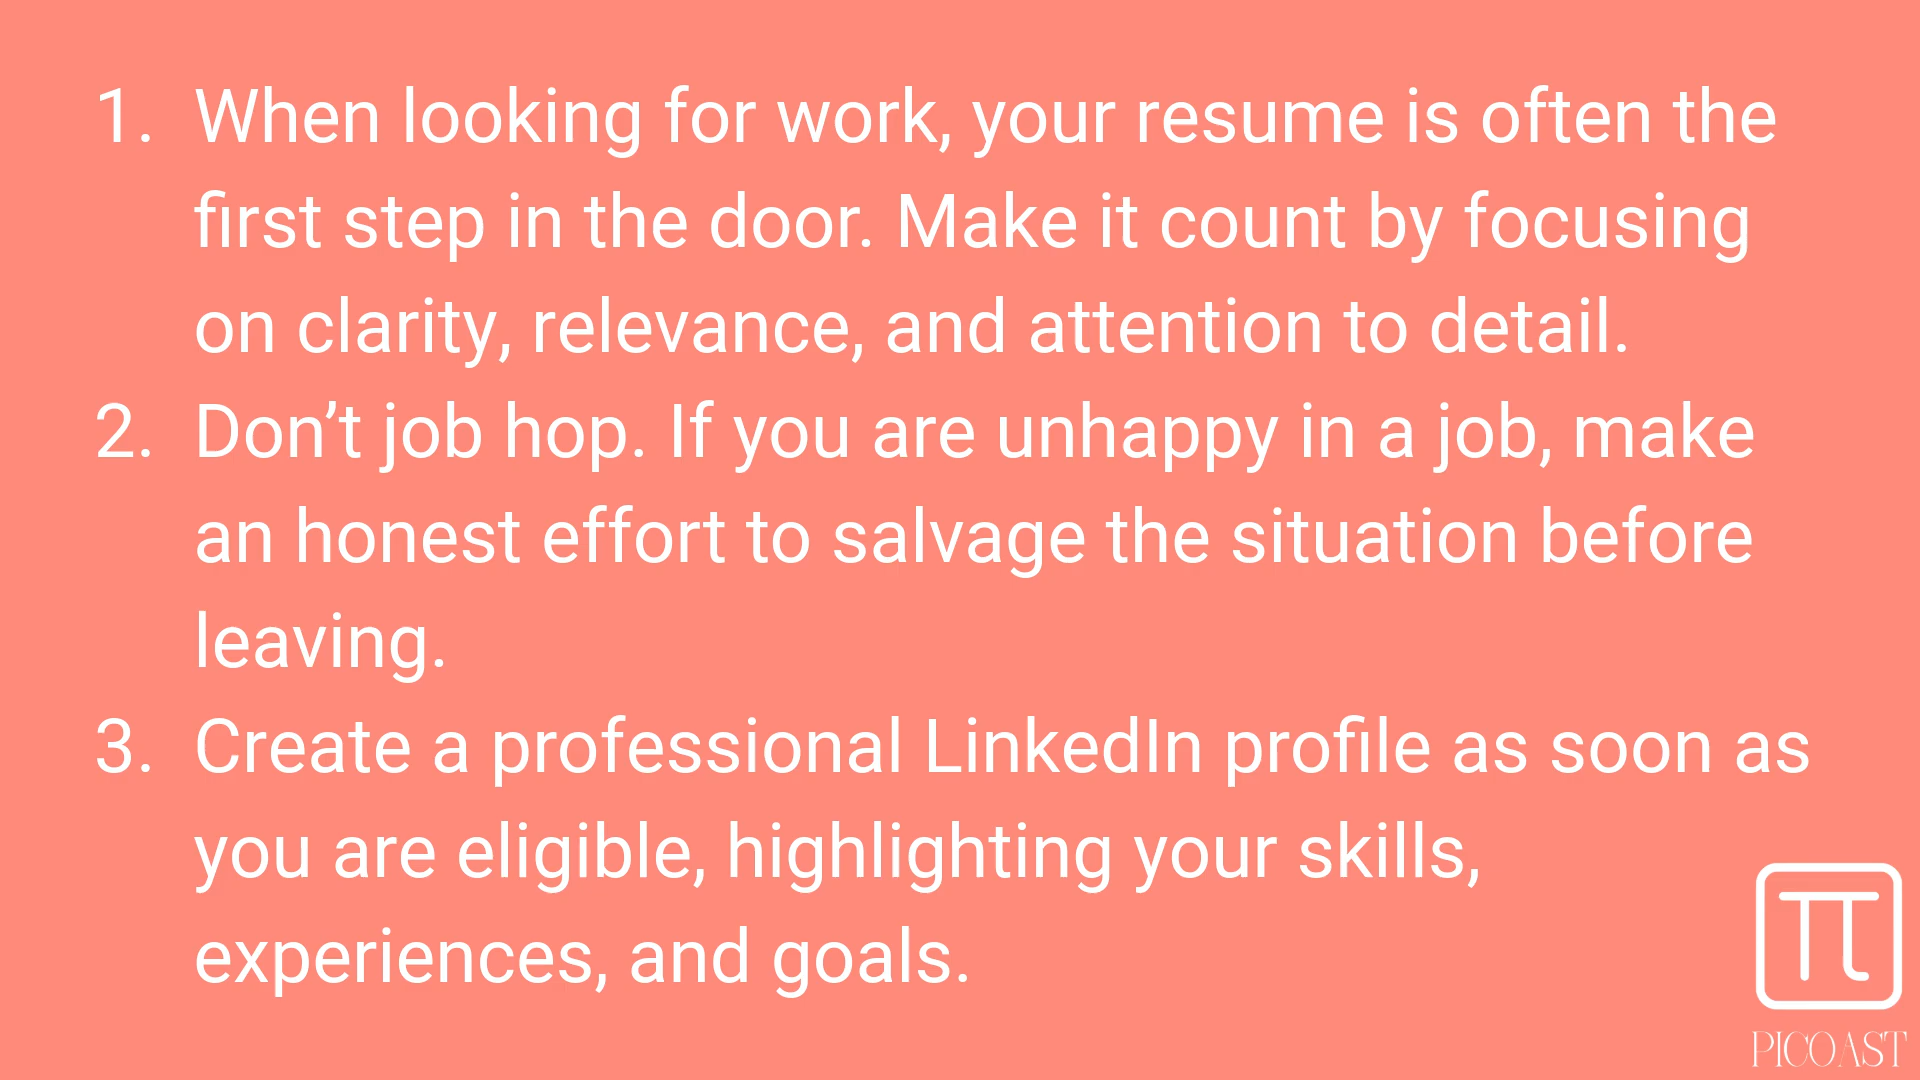 1. When looking for work, your resume is often the
first step in the door. Make it count by focusing
on clarity, relevance, and attention to detail.
2. Don’t job hop. If you are unhappy in a job, make
an honest effort to salvage the situation before
leaving.
3. Create a professional LinkedIn profile as soon as
you are eligible, highlighting your skills,
experiences, and goals.
π
PICOAST